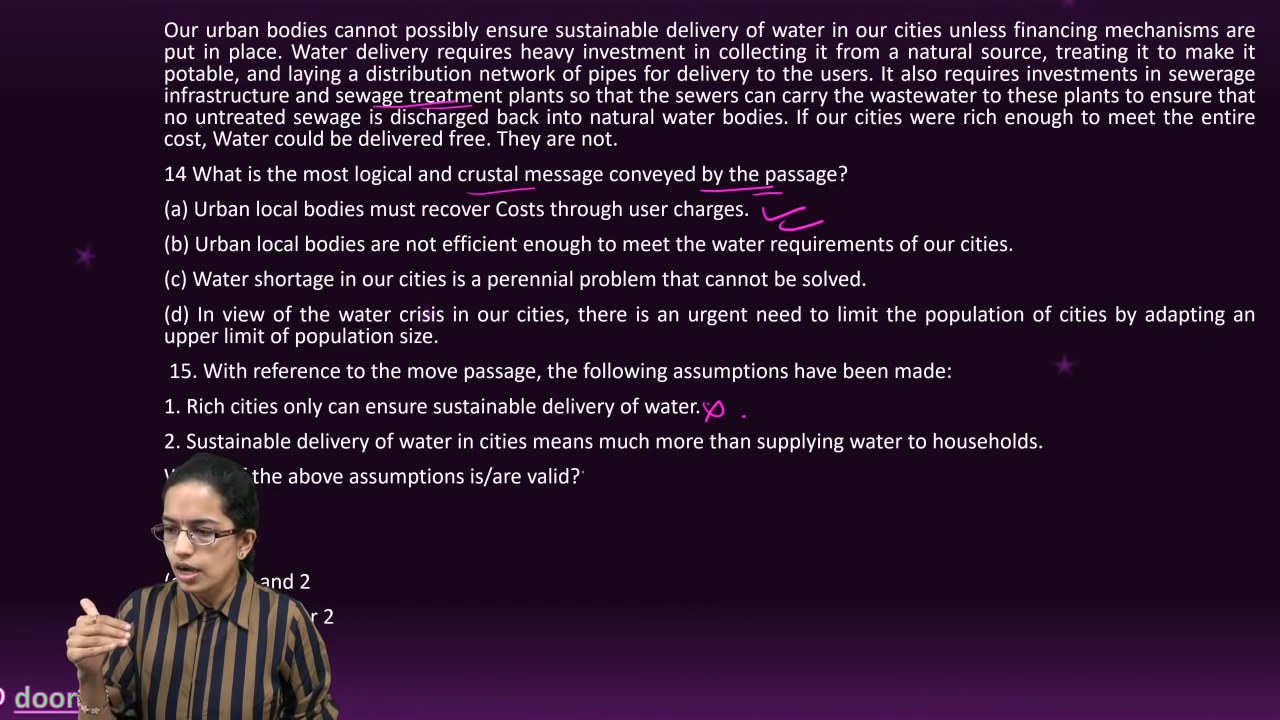 Our urban bodies cannot possibly ensure sustainable delivery of water in our cities unless financing mechanisms are
put in place. Water delivery requires heavy investment in collecting it from a natural source, treating it to make it
potable, and laying a distribution network of pipes for delivery to the users. It also requires investments in sewerage
infrastructure and sewage treatment plants so that the sewers can carry the wastewater to these plants to ensure that
no untreated sewage is discharged back into natural water bodies. If our cities were rich enough to meet the entire
cost, Water could be delivered free. They are not.
14 What is the most logical and crustal message conveyed by the passage?
(a) Urban local bodies must recover Costs through user charges.
(b) Urban local bodies are not efficient enough to meet the water requirements of our cities.
(c) Water shortage in our cities is a perennial problem that cannot be solved.
(d) In view of the water crisis in our cities, there is an urgent need to limit the population of cities by adapting an
upper limit of population size.
15. With reference to the move passage, the following assumptions have been made:
1. Rich cities only can ensure sustainable delivery of water.
2. Sustainable delivery of water in cities means much more than supplying water to households.
the above assumptions is/are valid?
and 2
2
door